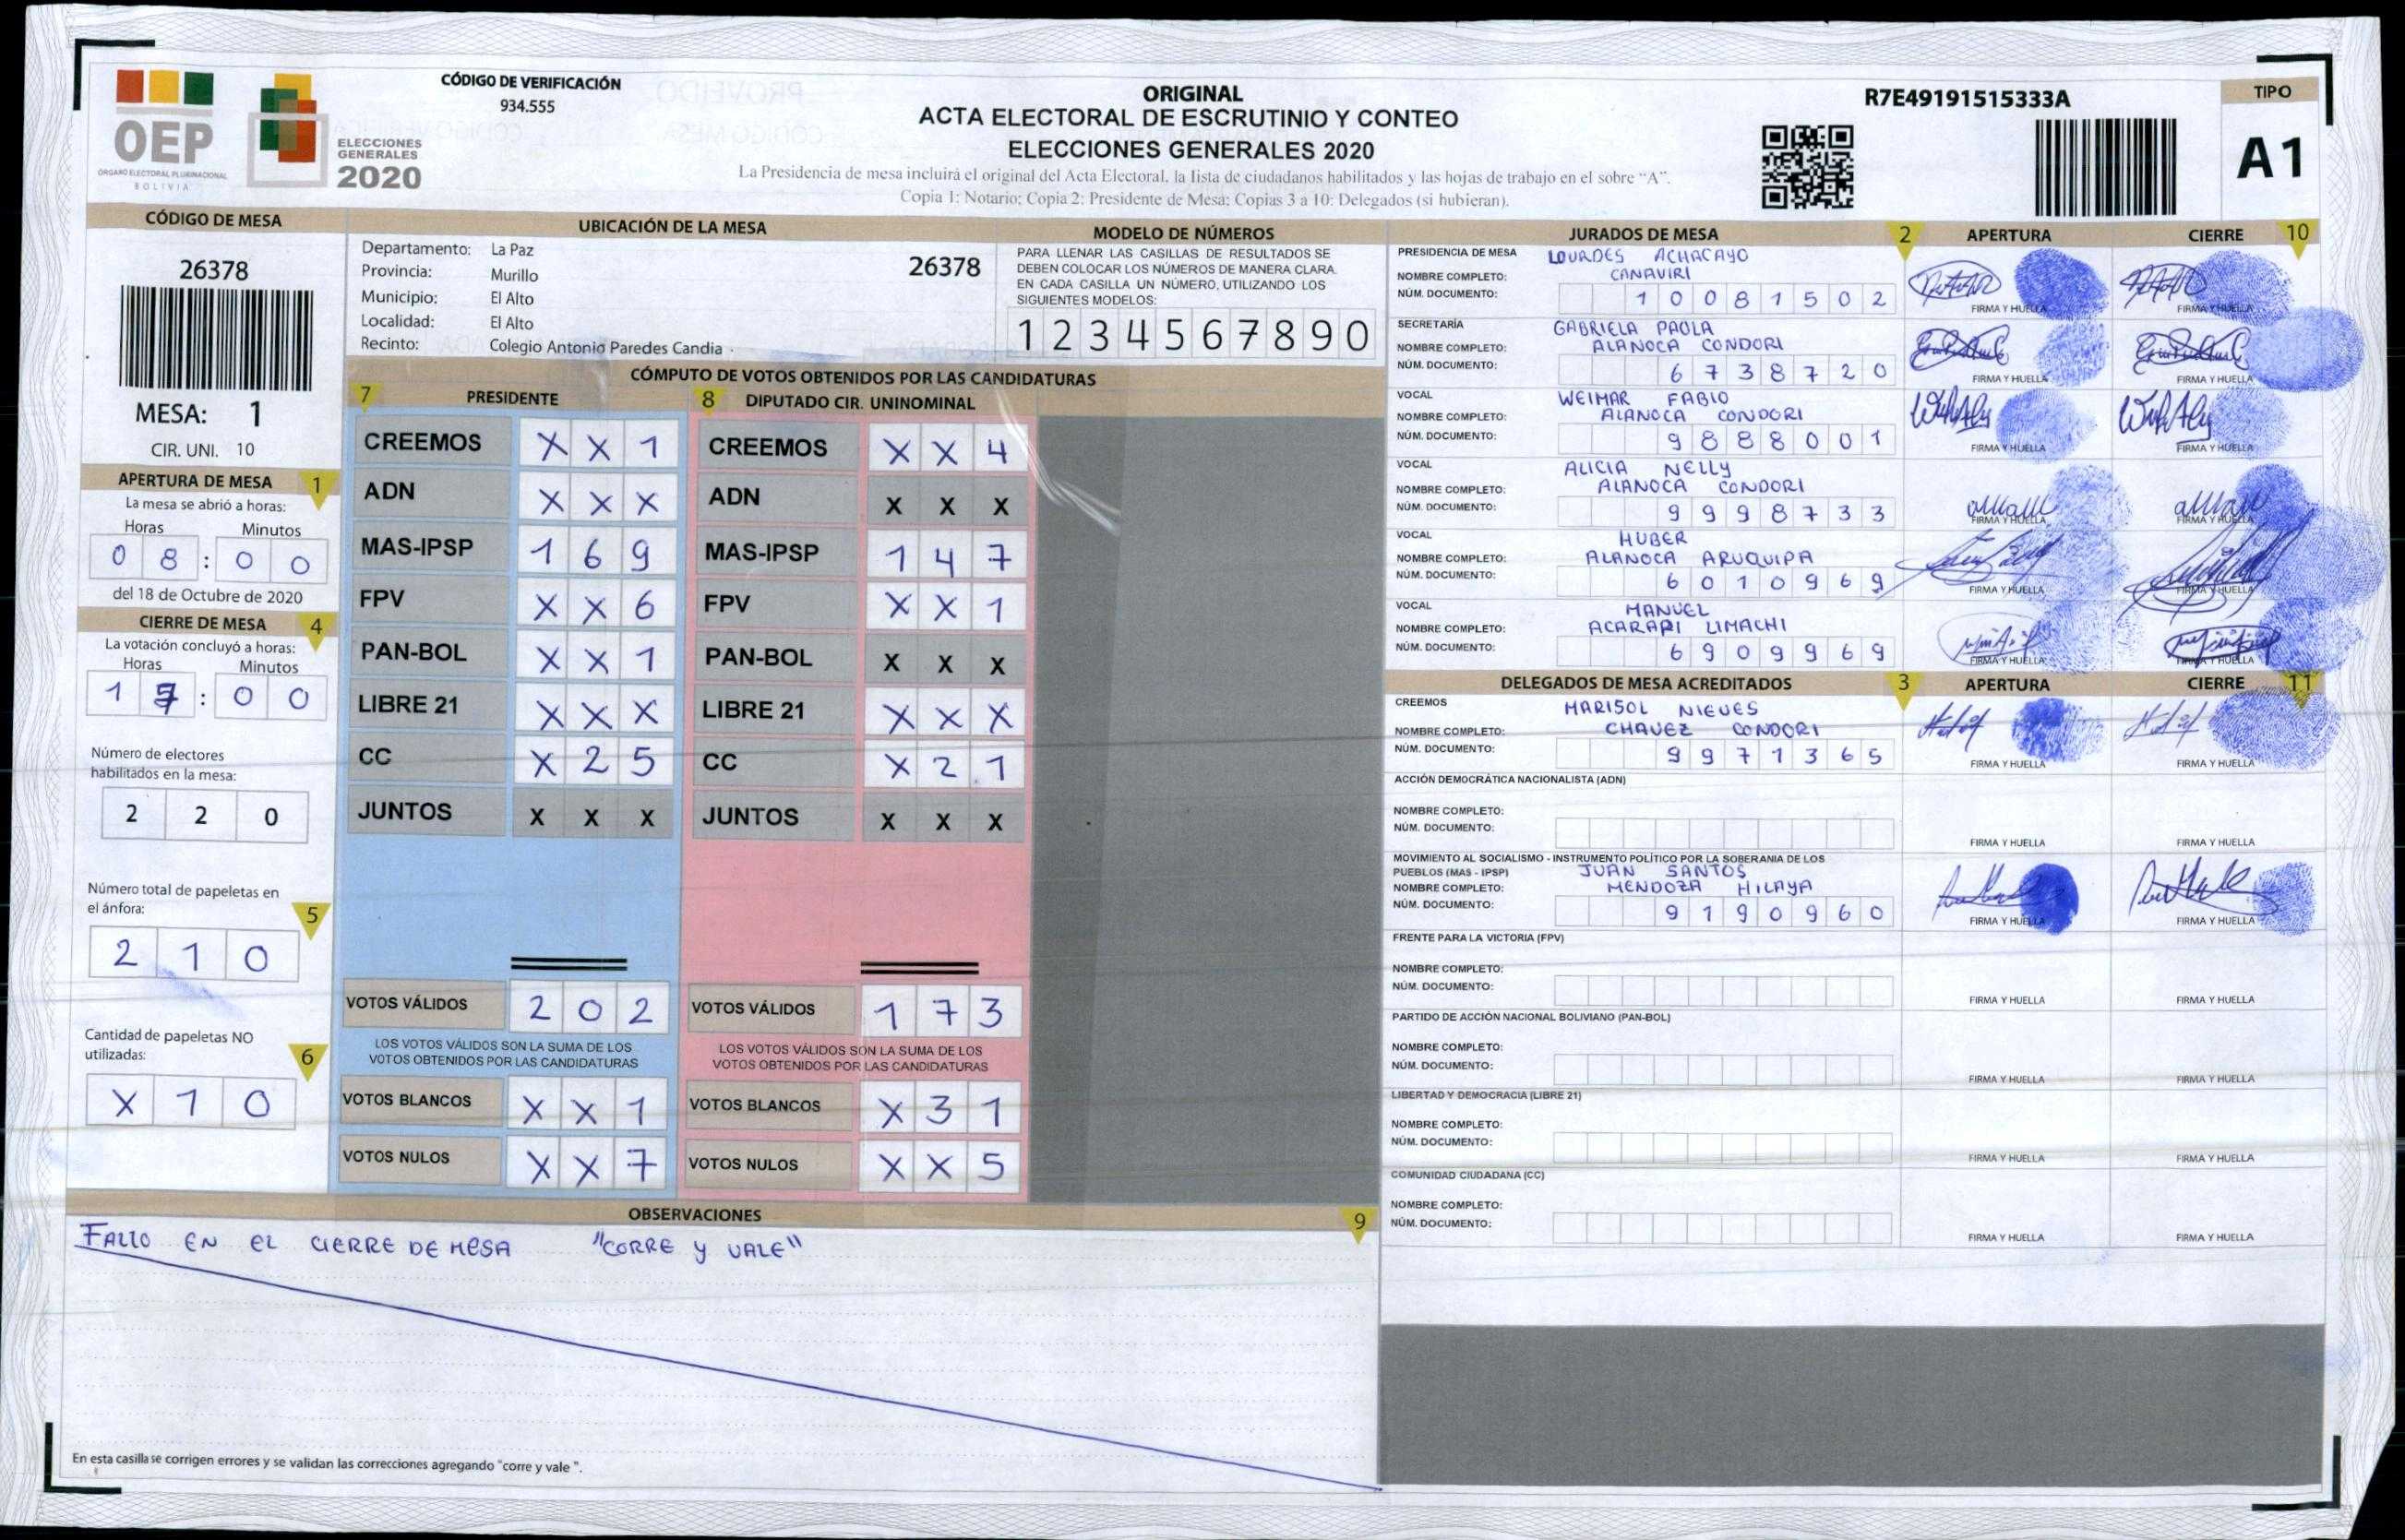 OEP
ÓRGANO ELECTORAL PLURINACIONAL
BOLIVIA
ELECCIONES
GENERALES
2020
CÓDIGO DE VERIFICACIÓN
934.555
ORIGINAL
ACTA ELECTORAL DE ESCRUTINIO Y CONTEO
ELECCIONES GENERALES 2020
La Presidencia de mesa incluirá el original del Acta Electoral, la lista de ciudadanos habilitados y las hojas de trabajo en el sobre “A”.
Copia 1: Notario; Copia 2: Presidente de Mesa; Copias 3 a 10: Delegados (si hubieran).
R7E49191515333A
TIPO
A1
CÓDIGO DE MESA
26378
MESA: 1
CIR. UNI. 10
APERTURA DE MESA 1
La mesa se abrió a horas:
Horas Minutos
0 8 : 0 0
del 18 de Octubre de 2020
CIERRE DE MESA 4
La votación concluyó a horas:
Horas Minutos
1 7 : 0 0
Número de electores
habilitados en la mesa:
2 2 0
Número total de papeletas en
el ánfora: 5
2 1 0
Cantidad de papeletas NO
utilizadas: 6
X 1 0
UBICACIÓN DE LA MESA
Departamento: La Paz
Provincia: Murillo
Municipio: El Alto
Localidad: El Alto
Recinto: Colegio Antonio Paredes Candia
26378
MODELO DE NÚMEROS
PARA LLENAR LAS CASILLAS DE RESULTADOS SE
DEBEN COLOCAR LOS NÚMEROS DE MANERA CLARA.
EN CADA CASILLA UN NÚMERO, UTILIZANDO LOS
SIGUIENTES MODELOS:
1 2 3 4 5 6 7 8 9 0
CÓMPUTO DE VOTOS OBTENIDOS POR LAS CANDIDATURAS
7 PRESIDENTE
CREEMOS X X 1
ADN X X X
MAS-IPSP 1 6 9
FPV X X 6
PAN-BOL X X 1
LIBRE 21 X X X
CC X 2 5
JUNTOS X X X
VOTOS VÁLIDOS 2 0 2
LOS VOTOS VÁLIDOS SON LA SUMA DE LOS
VOTOS OBTENIDOS POR LAS CANDIDATURAS
VOTOS BLANCOS X X 1
VOTOS NULOS X X 7
8 DIPUTADO CIR. UNINOMINAL
CREEMOS X X 4
ADN X X X
MAS-IPSP 1 4 7
FPV X X 1
PAN-BOL X X X
LIBRE 21 X X X
CC X 2 1
JUNTOS X X X
VOTOS VÁLIDOS 1 7 3
LOS VOTOS VÁLIDOS SON LA SUMA DE LOS
VOTOS OBTENIDOS POR LAS CANDIDATURAS
VOTOS BLANCOS X 3 1
VOTOS NULOS X X 5
OBSERVACIONES 9
FALLO EN EL CIERRE DE MESA "CORRE Y VALE"
En esta casilla se corrigen errores y se validan las correcciones agregando "corre y vale ".
JURADOS DE MESA 2 APERTURA CIERRE 10
PRESIDENCIA DE MESA LOURDES ACHACAYO
NOMBRE COMPLETO: CANAVIRI
NÚM. DOCUMENTO: 1 0 0 8 1 5 0 2
FIRMA Y HUELLA FIRMA Y HUELLA
SECRETARÍA GABRIELA PAOLA
NOMBRE COMPLETO: ALANOCA CONDORI
NÚM. DOCUMENTO: 6 7 3 8 7 2 0
FIRMA Y HUELLA FIRMA Y HUELLA
VOCAL WEIMAR FABIO
NOMBRE COMPLETO: ALANOCA CONDORI
NÚM. DOCUMENTO: 9 8 8 8 0 0 1
FIRMA Y HUELLA FIRMA Y HUELLA
VOCAL ALICIA NELLY
NOMBRE COMPLETO: ALANOCA CONDORI
NÚM. DOCUMENTO: 9 9 9 8 7 3 3
FIRMA Y HUELLA FIRMA Y HUELLA
VOCAL HUBER
NOMBRE COMPLETO: ALANOCA ARUQUIPA
NÚM. DOCUMENTO: 6 0 1 0 9 6 9
FIRMA Y HUELLA FIRMA Y HUELLA
VOCAL MANUEL
NOMBRE COMPLETO: ACARAPI LIMACHI
NÚM. DOCUMENTO: 6 9 0 9 9 6 9
FIRMA Y HUELLA FIRMA Y HUELLA
DELEGADOS DE MESA ACREDITADOS 3 APERTURA CIERRE 11
CREEMOS MARISOL NIEVES
NOMBRE COMPLETO: CHAVEZ CONDORI
NÚM. DOCUMENTO: 9 9 7 1 3 6 5
FIRMA Y HUELLA FIRMA Y HUELLA
ACCIÓN DEMOCRÁTICA NACIONALISTA (ADN)
NOMBRE COMPLETO:
NÚM. DOCUMENTO:
FIRMA Y HUELLA FIRMA Y HUELLA
MOVIMIENTO AL SOCIALISMO - INSTRUMENTO POLÍTICO POR LA SOBERANIA DE LOS
PUEBLOS (MAS - IPSP) JUAN SANTOS
NOMBRE COMPLETO: MENDOZA HILAYA
NÚM. DOCUMENTO: 9 1 9 0 9 6 0
FIRMA Y HUELLA FIRMA Y HUELLA
FRENTE PARA LA VICTORIA (FPV)
NOMBRE COMPLETO:
NÚM. DOCUMENTO:
FIRMA Y HUELLA FIRMA Y HUELLA
PARTIDO DE ACCIÓN NACIONAL BOLIVIANO (PAN-BOL)
NOMBRE COMPLETO:
NÚM. DOCUMENTO:
FIRMA Y HUELLA FIRMA Y HUELLA
LIBERTAD Y DEMOCRACIA (LIBRE 21)
NOMBRE COMPLETO:
NÚM. DOCUMENTO:
FIRMA Y HUELLA FIRMA Y HUELLA
COMUNIDAD CIUDADANA (CC)
NOMBRE COMPLETO:
NÚM. DOCUMENTO:
FIRMA Y HUELLA FIRMA Y HUELLA